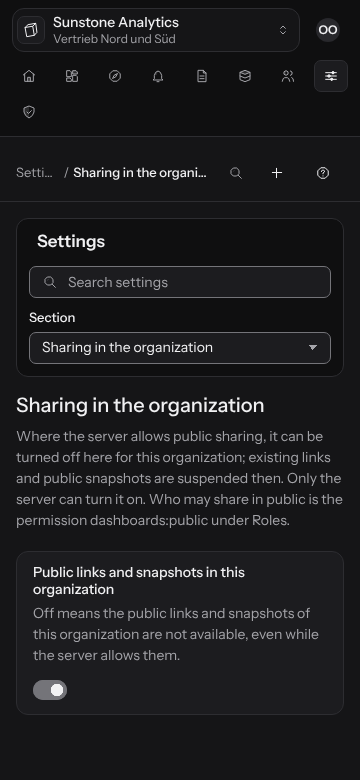 Sunstone Analytics
Vertrieb Nord und Süd
OO
Setti... / Sharing in the organi...
Settings
Search settings
Section
Sharing in the organization
Sharing in the organization
Where the server allows public sharing, it can be
turned off here for this organization; existing links
and public snapshots are suspended then. Only the
server can turn it on. Who may share in public is the
permission dashboards:public under Roles.
Public links and snapshots in this
organization
Off means the public links and snapshots of
this organization are not available, even while
the server allows them.